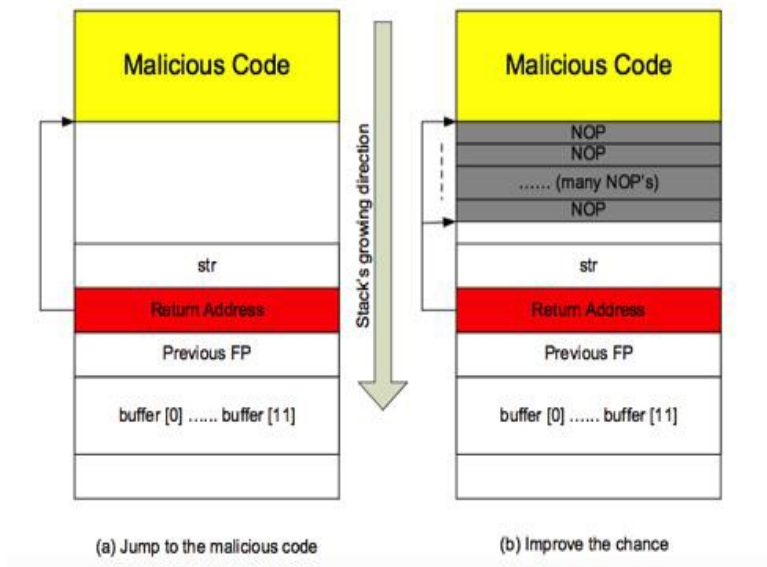 Malicious Code
str
Return Address
Previous FP
buffer [0] ...... buffer [11]
(a) Jump to the malicious code
Stack's growing direction
Malicious Code
NOP
NOP
...... (many NOP's)
NOP
str
Return Address
Previous FP
buffer [0] ...... buffer [11]
(b) Improve the chance